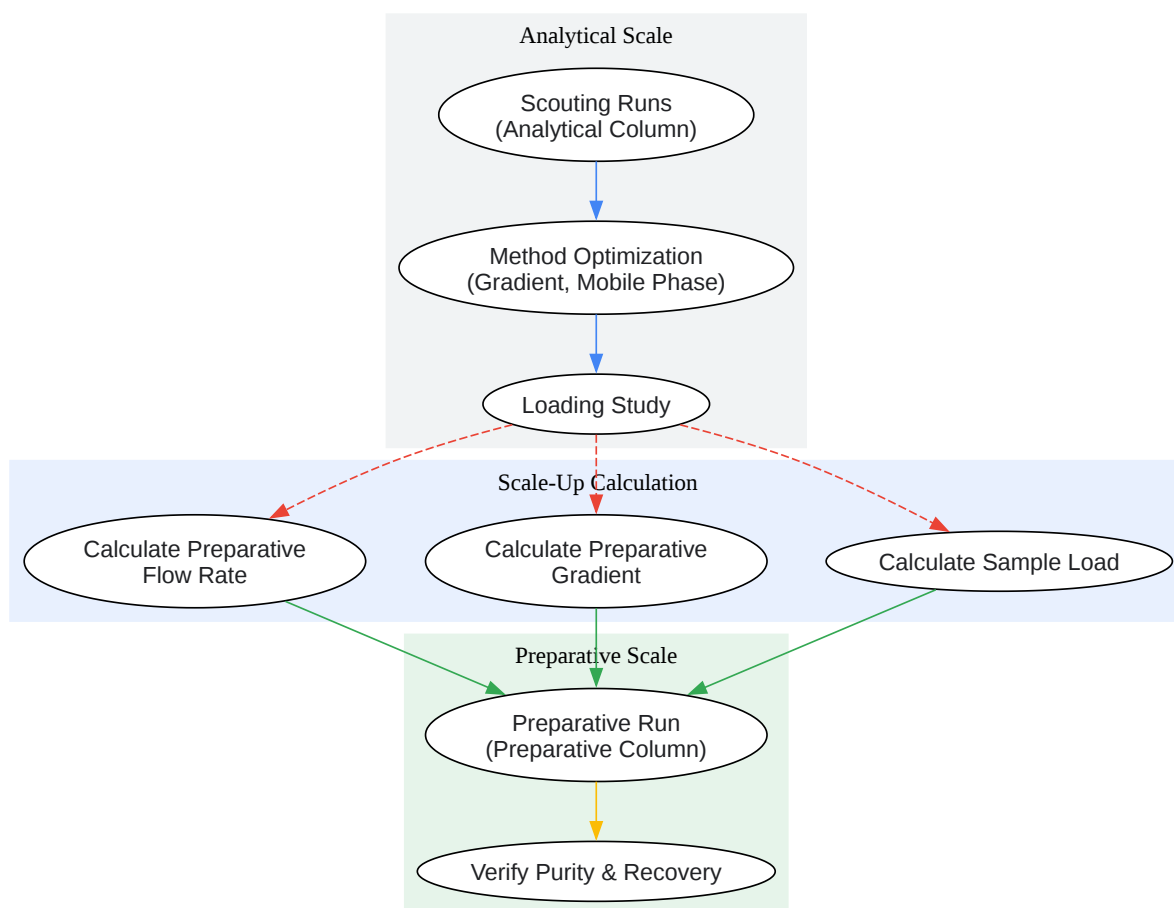 Analytical Scale
Scouting Runs
(Analytical Column)
Method Optimization
(Gradient, Mobile Phase)
Loading Study
Scale-Up Calculation
Calculate Preparative
Flow Rate
Calculate Preparative
Gradient
Calculate Sample Load
Preparative Scale
Preparative Run
(Preparative Column)
Verify Purity & Recovery